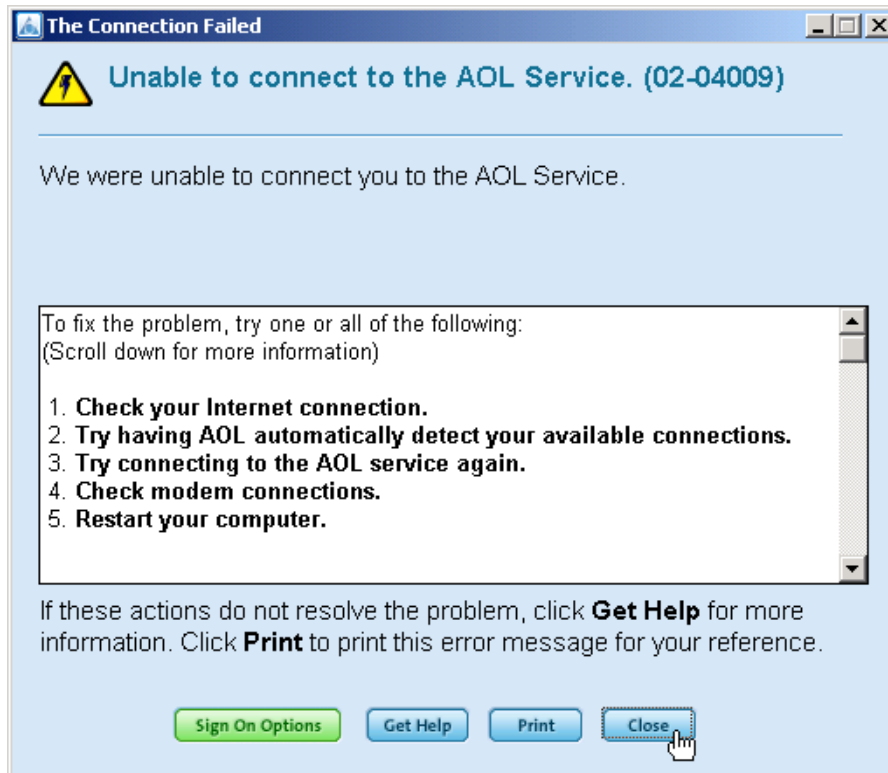 The Connection Failed
Unable to connect to the AOL Service. (02-04009)
We were unable to connect you to the AOL Service.
To fix the problem, try one or all of the following:
(Scroll down for more information)
1. Check your Internet connection.
2. Try having AOL automatically detect your available connections.
3. Try connecting to the AOL service again.
4. Check modem connections.
5. Restart your computer.
If these actions do not resolve the problem, click Get Help for more
information. Click Print to print this error message for your reference.
Sign On Options Get Help Print Close